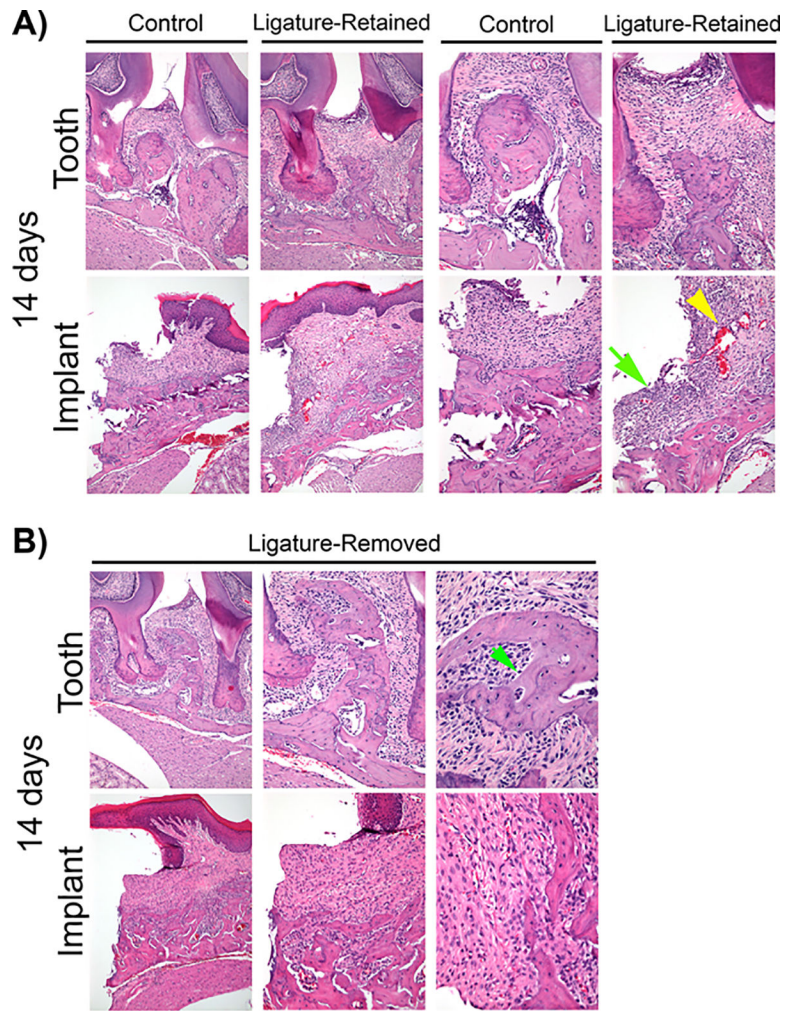 A)
Control
Ligature-Retained
Control
Ligature-Retained
14 days
Tooth
Implant
B)
Ligature-Removed
14 days
Tooth
Implant